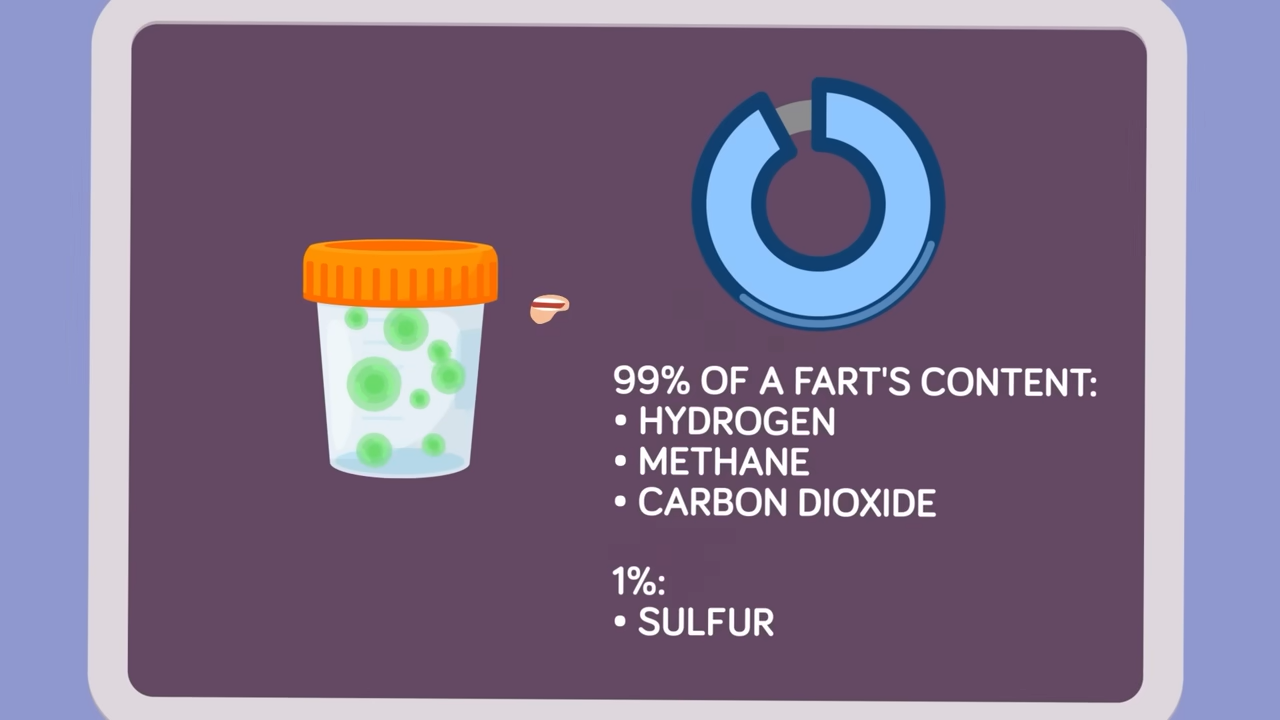 99% OF A FART'S CONTENT:
• HYDROGEN
• METHANE
• CARBON DIOXIDE
1%:
• SULFUR